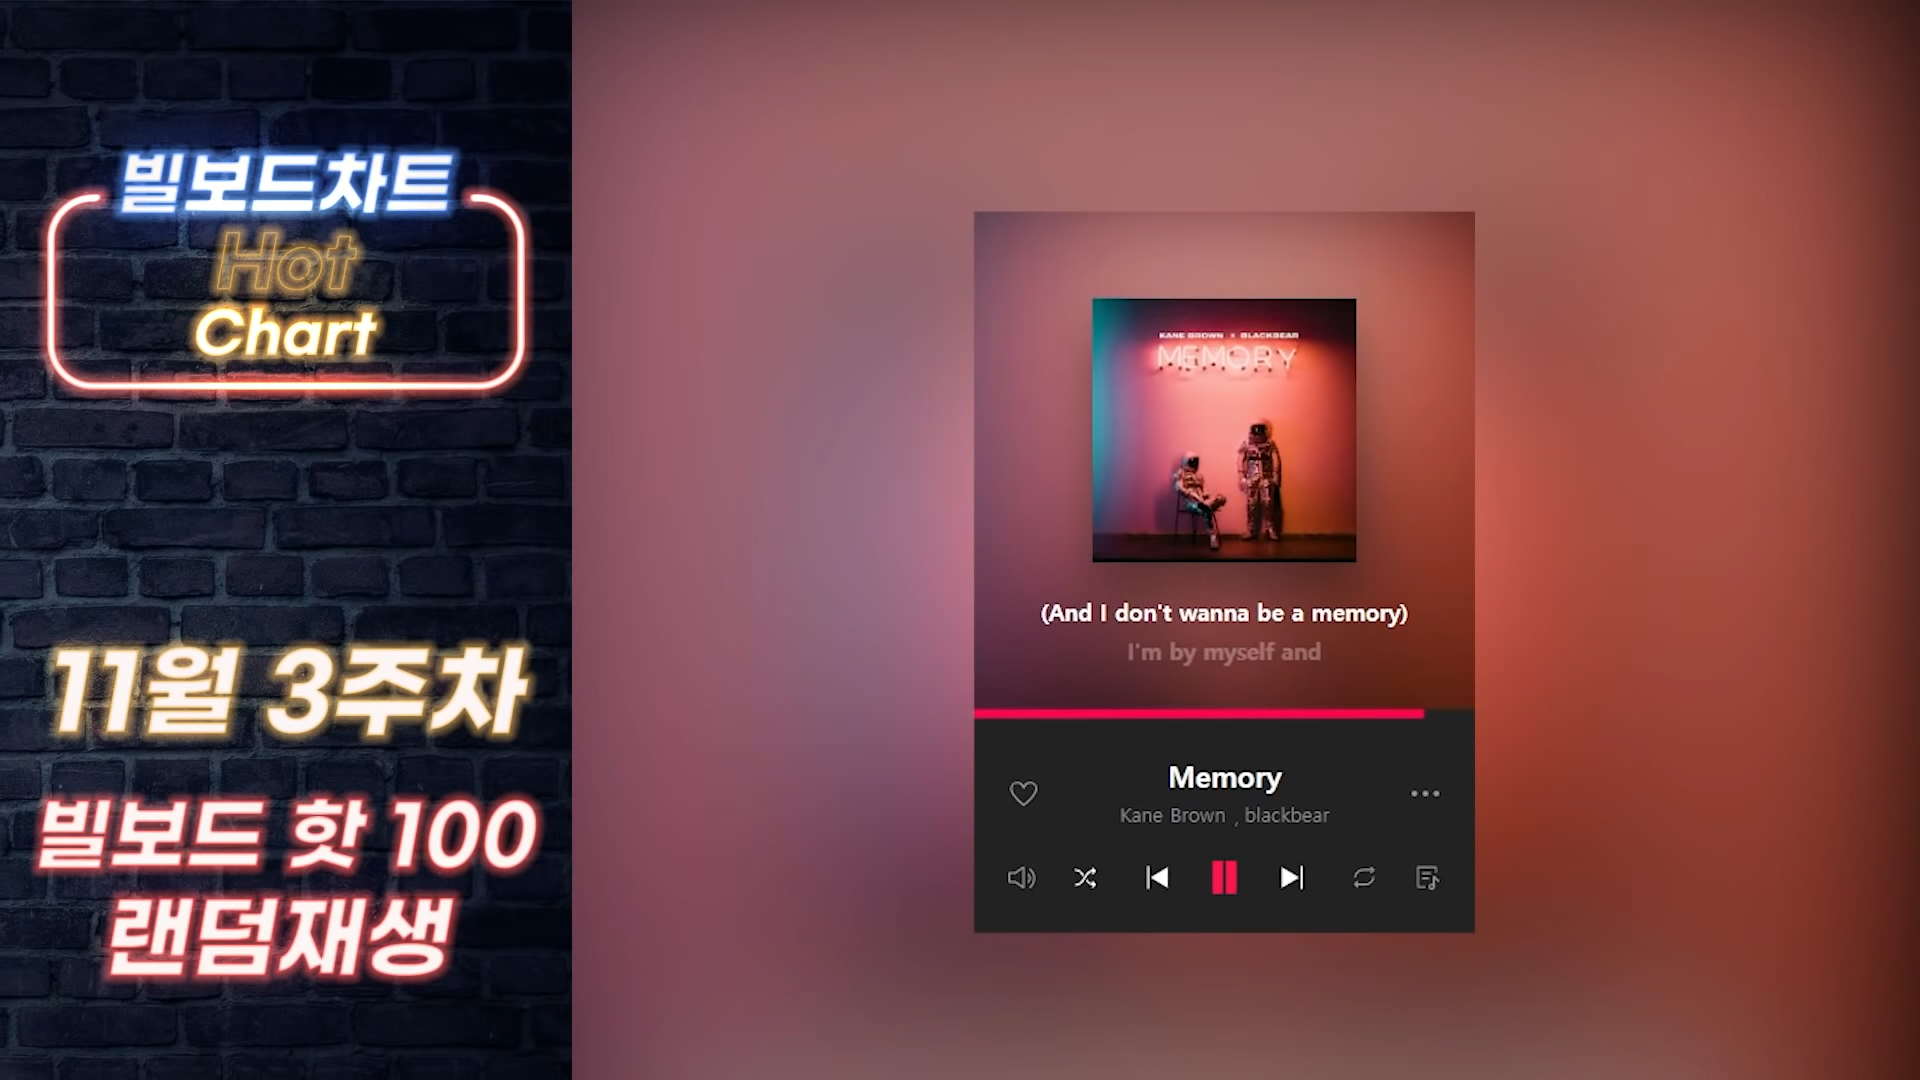 빌보드차트
Hot
Chart
11월 3주차
빌보드 핫 100
랜덤재생
KANE BROWN × BLACKBEAR
MEMORY
(And I don't wanna be a memory)
I'm by myself and
Memory
Kane Brown , blackbear